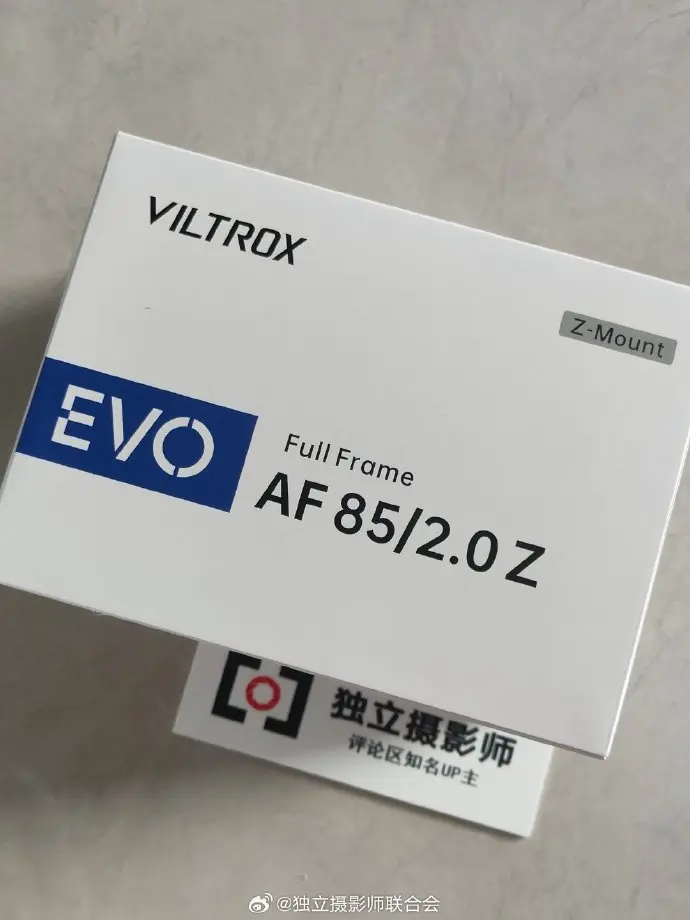 VILTROX
Z-Mount
EVO
Full Frame
AF 85/2.0 Z
独立摄影师
评论区知名UP主
@独立摄影师联合会